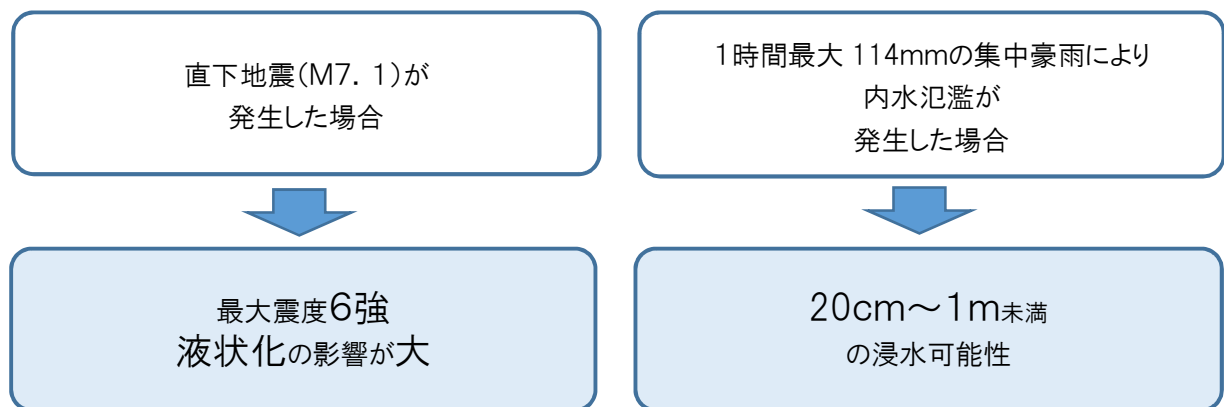 直下地震(M7.1)が
発生した場合
1時間最大 114mmの集中豪雨により
内水氾濫が
発生した場合
最大震度6強
液状化の影響が大
20cm~1m未満
の浸水可能性